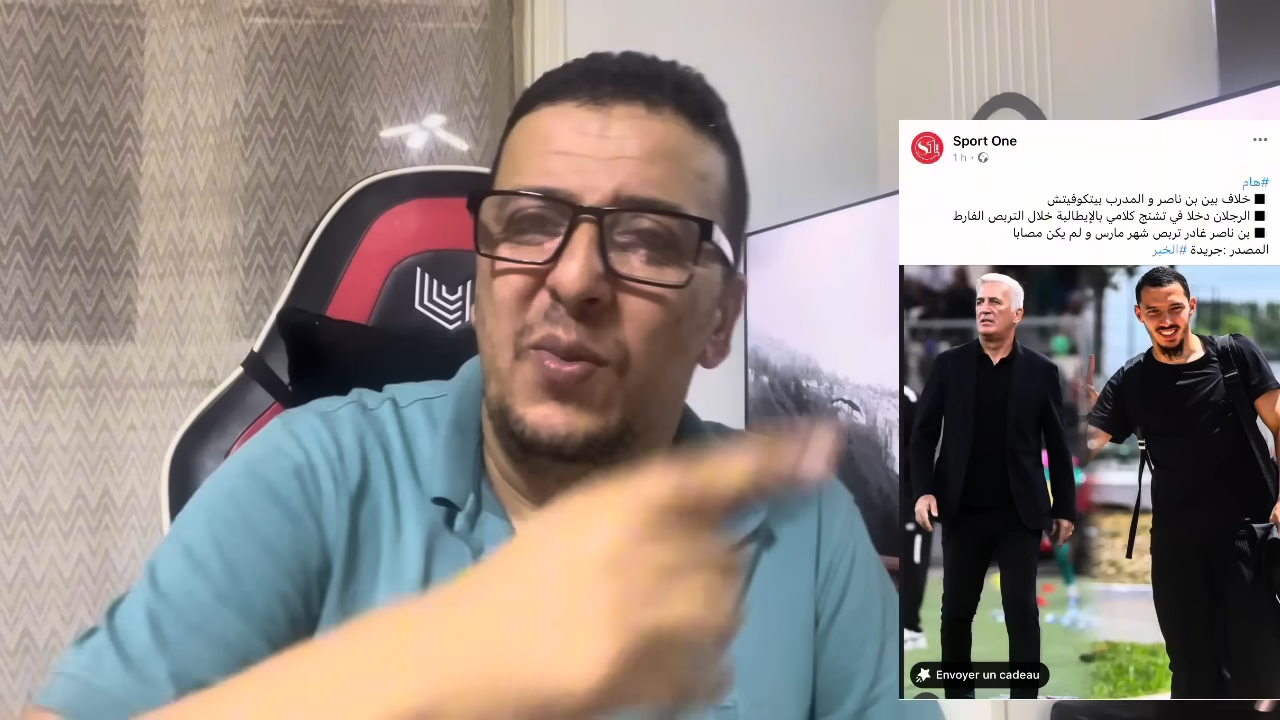 Sport One
1 h
#هام
■ خلاف بين بن ناصر و المدرب بيتكوفيتش
■ الرجلان دخلا في تشنج كلامي بالإيطالية خلال التربص الفارط
■ بن ناصر غادر تربص شهر مارس و لم يكن مصابا
المصدر :جريدة #الخبر
Envoyer un cadeau